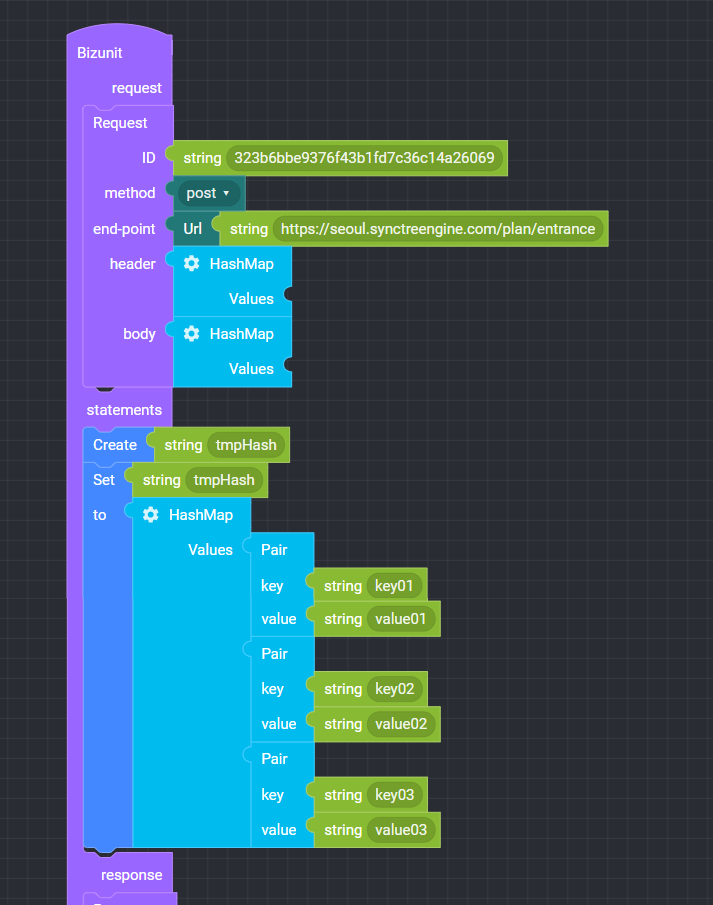 Bizunit
request
Request
ID string 323b6bbe9376f43b1fd7c36c14a26069
method post
end-point Url string https://seoul.synctreengine.com/plan/entrance
header HashMap
Values
body HashMap
Values
statements
Create string tmpHash
Set string tmpHash
to HashMap
Values Pair
key string key01
value string value01
Pair
key string key02
value string value02
Pair
key string key03
value string value03
response